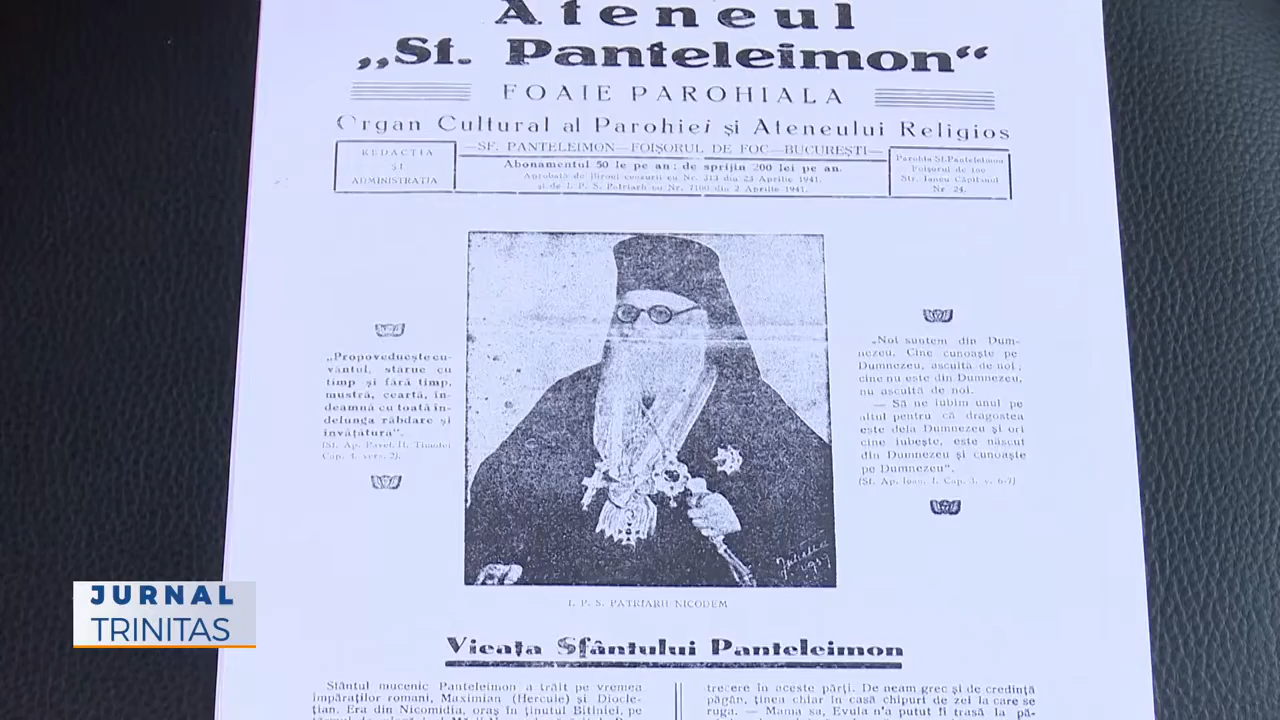 Ateneul
„Sf. Panteleimon“
FOAIE PAROHIALA
Organ Cultural al Parohiei și Ateneului Religios
—SF. PANTELEIMON—FOIȘORUL DE FOC—BUCUREȘTI—
REDACȚIA
ȘI
ADMINISTRAȚIA
Abonamentul 50 le pe an; de sprijin 200 lei pe an.
Aprobată de Biroul cenzurii cu Nr. 313 din 23 Aprilie 1941.
și de I. P. S. Patriarh cu Nr. 7100 din 2 Aprilie 1941.
Parohia Sf. Panteleimon
Foișorul de foc
Str. Iancu Căpitanul
Nr. 24.
„Propovedueşte cu-
vântul, stărue cu
timp și fără timp,
mustră, ceartă, în-
deamnă cu toată în-
delunga răbdare și
învățătura“.
(Sf. Ap. Pavel. II. Timotei
Cap. 4. vers. 2).
„Noi suntem din Dum-
nezeu. Cine cunoaște pe
Dumnezeu, ascultă de noi;
cine nu este din Dumnezeu,
nu ascultă de noi.
— Să ne iubim unul pe
altul pentru că dragostea
este dela Dumnezeu și ori
cine iubește, este născut
din Dumnezeu și cunoaște
pe Dumnezeu“.
(Sf. Ap. Ioan, I. Cap. 3. v. 6-7)
1937
I. P. S. PATRIARH NICODEM
Vieața Sfântului Panteleimon
Sfântul mucenic Panteleimon a trăit pe vremea
împăraților romani, Maximian (Hercule) și Diocle-
țian. Era din Nicomidia, oraș în ținutul Bitiniei, pe
trecere în aceste părți. De neam grec și de credință
păgân, ținea chiar în casă chipuri de zei la care se
ruga. — Mama sa, Evula n'a putut fi trasă la pă-
JURNAL
TRINITAS